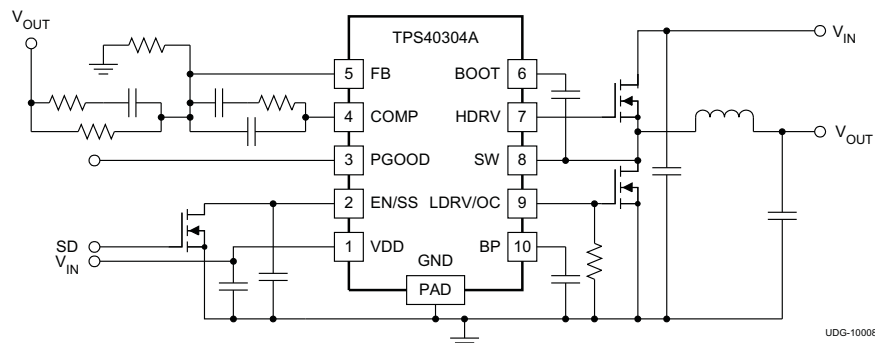 VOUT
TPS40304A
VIN
5 FB BOOT 6
4 COMP HDRV 7
VOUT
3 PGOOD SW 8
2 EN/SS LDRV/OC 9
SD
1 VDD BP 10
VIN
GND
PAD
UDG-10008